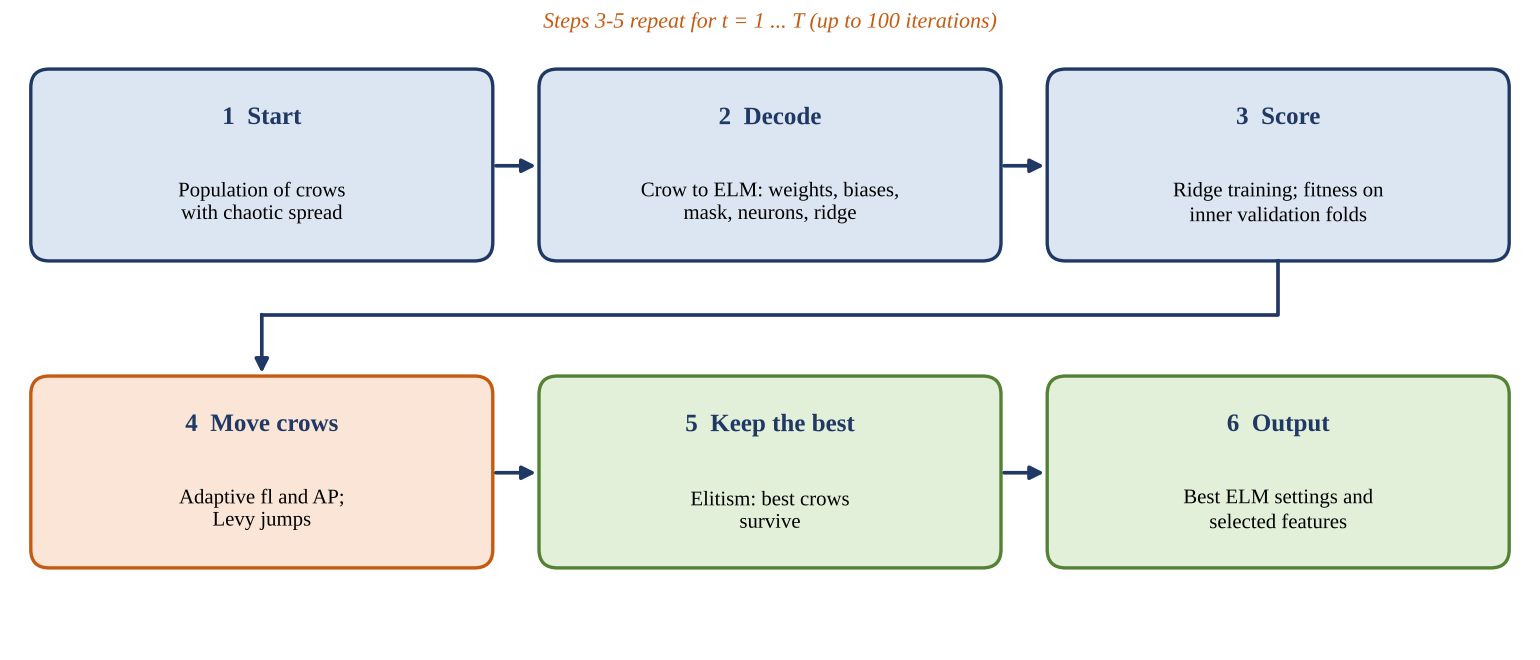 Steps 3-5 repeat for t = 1 ... T (up to 100 iterations)
1 Start
Population of crows
with chaotic spread
2 Decode
Crow to ELM: weights, biases,
mask, neurons, ridge
3 Score
Ridge training; fitness on
inner validation folds
4 Move crows
Adaptive fl and AP;
Levy jumps
5 Keep the best
Elitism: best crows
survive
6 Output
Best ELM settings and
selected features